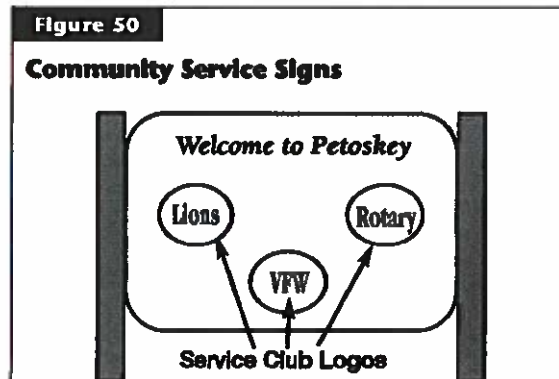 Figure 50
Community Service Signs
Welcome to Petoskey
Lions
Rotary
VFW
Service Club Logos